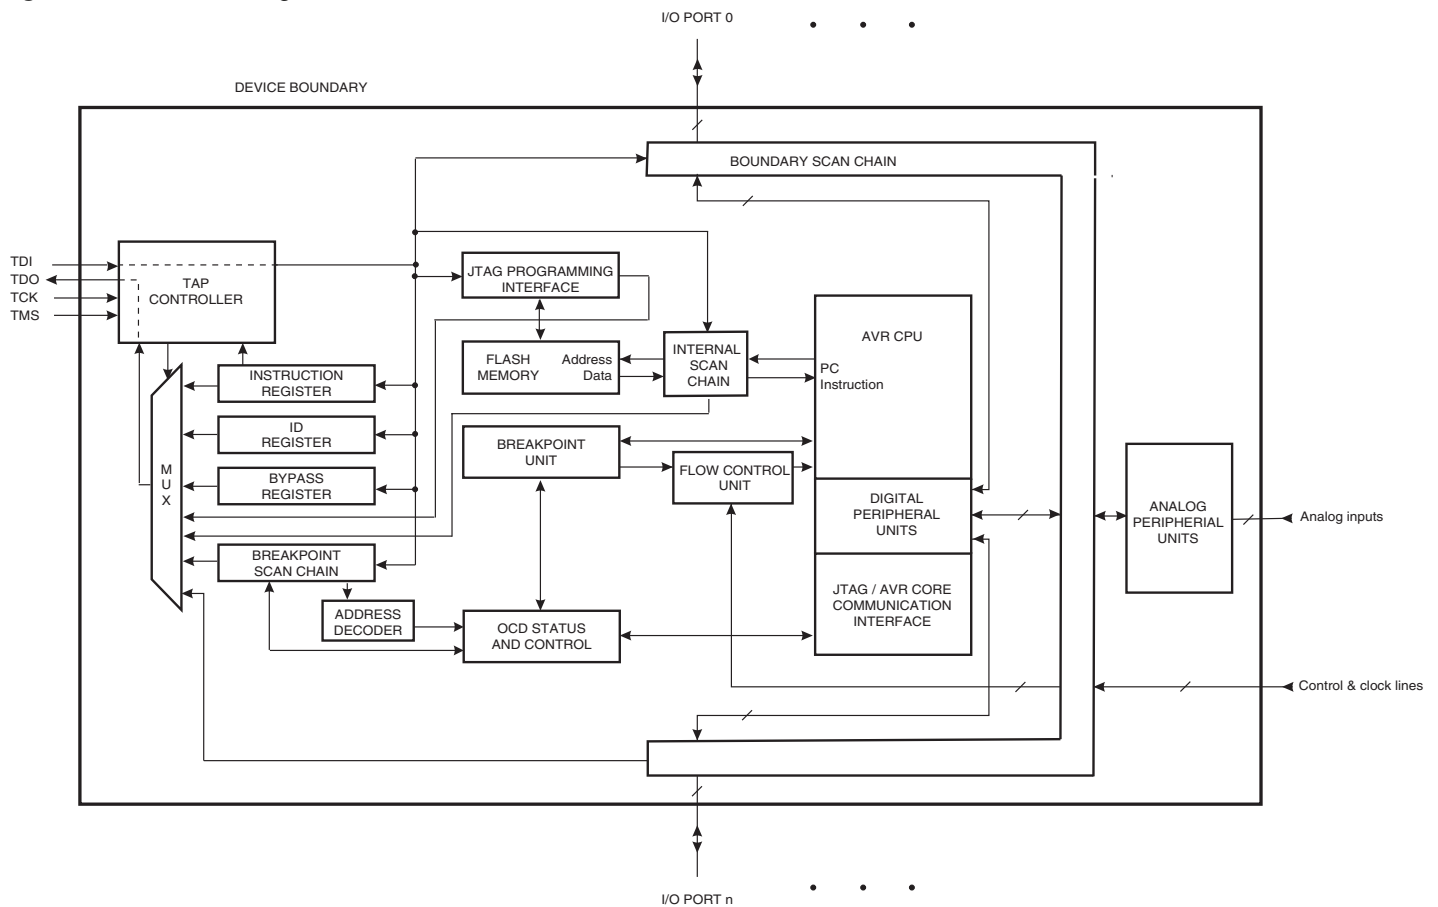 I/O PORT 0
DEVICE BOUNDARY
BOUNDARY SCAN CHAIN
TDI
TDO
TCK
TMS
TAP
CONTROLLER
JTAG PROGRAMMING
INTERFACE
AVR CPU
INTERNAL
SCAN
CHAIN
FLASH
MEMORY
Address
Data
PC
Instruction
INSTRUCTION
REGISTER
ID
REGISTER
M
U
X
BYPASS
REGISTER
BREAKPOINT
UNIT
FLOW CONTROL
UNIT
DIGITAL
PERIPHERAL
UNITS
ANALOG
PERIPHERIAL
UNITS
Analog inputs
BREAKPOINT
SCAN CHAIN
ADDRESS
DECODER
OCD STATUS
AND CONTROL
JTAG / AVR CORE
COMMUNICATION
INTERFACE
Control & clock lines
I/O PORT n